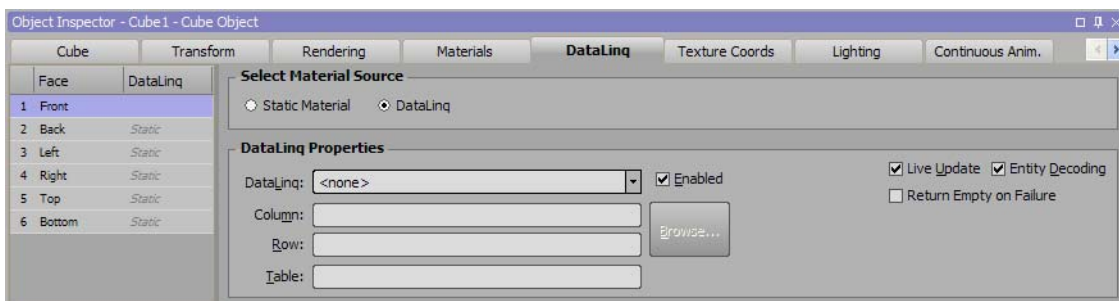 Object Inspector - Cube1 - Cube Object
Cube Transform Rendering Materials DataLinq Texture Coords Lighting Continuous Anim.
Face DataLinq
1 Front
2 Back Static
3 Left Static
4 Right Static
5 Top Static
6 Bottom Static
Select Material Source
Static Material DataLinq
DataLinq Properties
DataLinq: <none> Enabled
Live Update Entity Decoding
Return Empty on Failure
Column:
Browse...
Row:
Table: